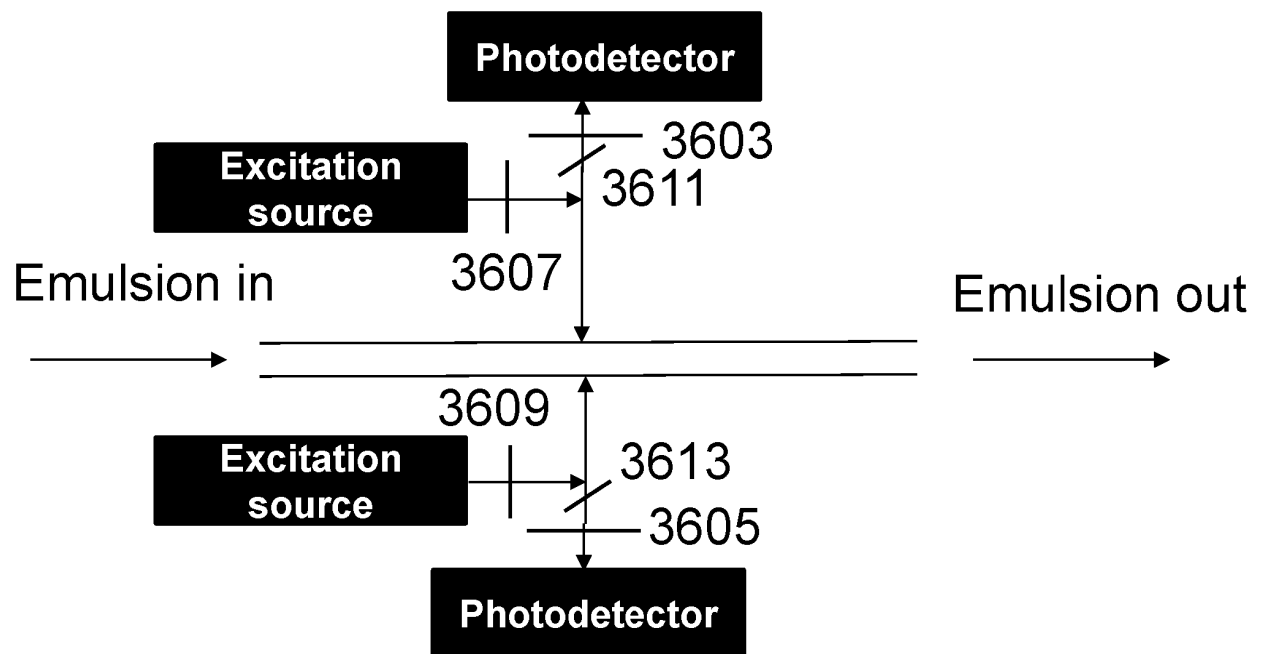 Photodetector
3603
Excitation
source
3611
3607
Emulsion in
Emulsion out
3609
Excitation
source
3613
3605
Photodetector